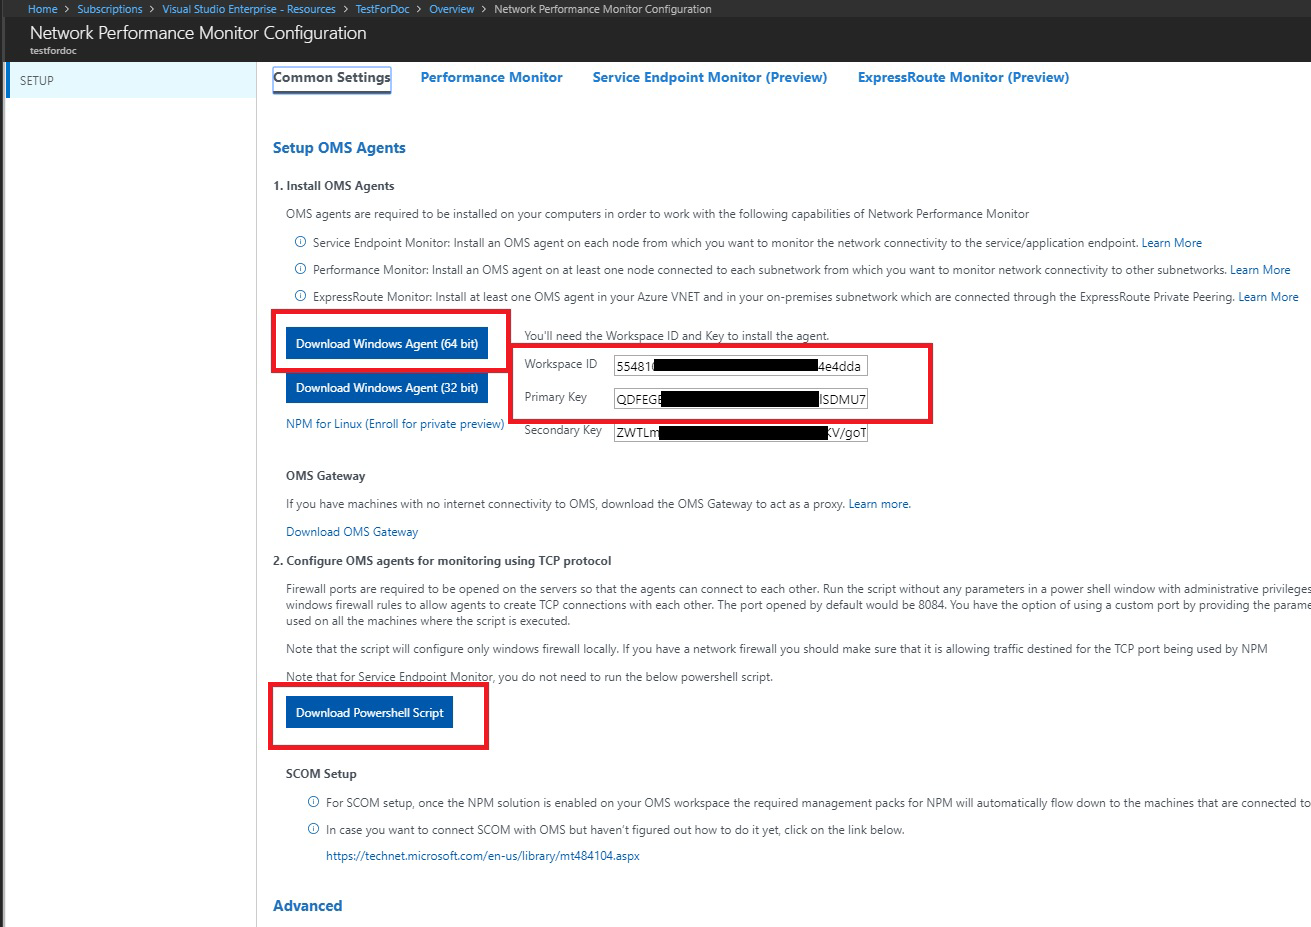 Home > Subscriptions > Visual Studio Enterprise - Resources > TestForDoc > Overview > Network Performance Monitor Configuration
Network Performance Monitor Configuration
testfordoc
SETUP
Common Settings Performance Monitor Service Endpoint Monitor (Preview) ExpressRoute Monitor (Preview)
Setup OMS Agents
1. Install OMS Agents
OMS agents are required to be installed on your computers in order to work with the following capabilities of Network Performance Monitor
Service Endpoint Monitor: Install an OMS agent on each node from which you want to monitor the network connectivity to the service/application endpoint. Learn More
Performance Monitor: Install an OMS agent on at least one node connected to each subnetwork from which you want to monitor network connectivity to other subnetworks. Learn More
ExpressRoute Monitor: Install at least one OMS agent in your Azure VNET and in your on-premises subnetwork which are connected through the ExpressRoute Private Peering. Learn More
Download Windows Agent (64 bit)
Download Windows Agent (32 bit)
NPM for Linux (Enroll for private preview)
You'll need the Workspace ID and Key to install the agent.
Workspace ID 55481 4e4dda
Primary Key QDFEGE lSDMU7
Secondary Key ZWTLm KV/goT
OMS Gateway
If you have machines with no internet connectivity to OMS, download the OMS Gateway to act as a proxy. Learn more.
Download OMS Gateway
2. Configure OMS agents for monitoring using TCP protocol
Firewall ports are required to be opened on the servers so that the agents can connect to each other. Run the script without any parameters in a power shell window with administrative privileges
windows firewall rules to allow agents to create TCP connections with each other. The port opened by default would be 8084. You have the option of using a custom port by providing the parame
used on all the machines where the script is executed.
Note that the script will configure only windows firewall locally. If you have a network firewall you should make sure that it is allowing traffic destined for the TCP port being used by NPM
Note that for Service Endpoint Monitor, you do not need to run the below powershell script.
Download Powershell Script
SCOM Setup
For SCOM setup, once the NPM solution is enabled on your OMS workspace the required management packs for NPM will automatically flow down to the machines that are connected to
In case you want to connect SCOM with OMS but haven't figured out how to do it yet, click on the link below.
https://technet.microsoft.com/en-us/library/mt484104.aspx
Advanced